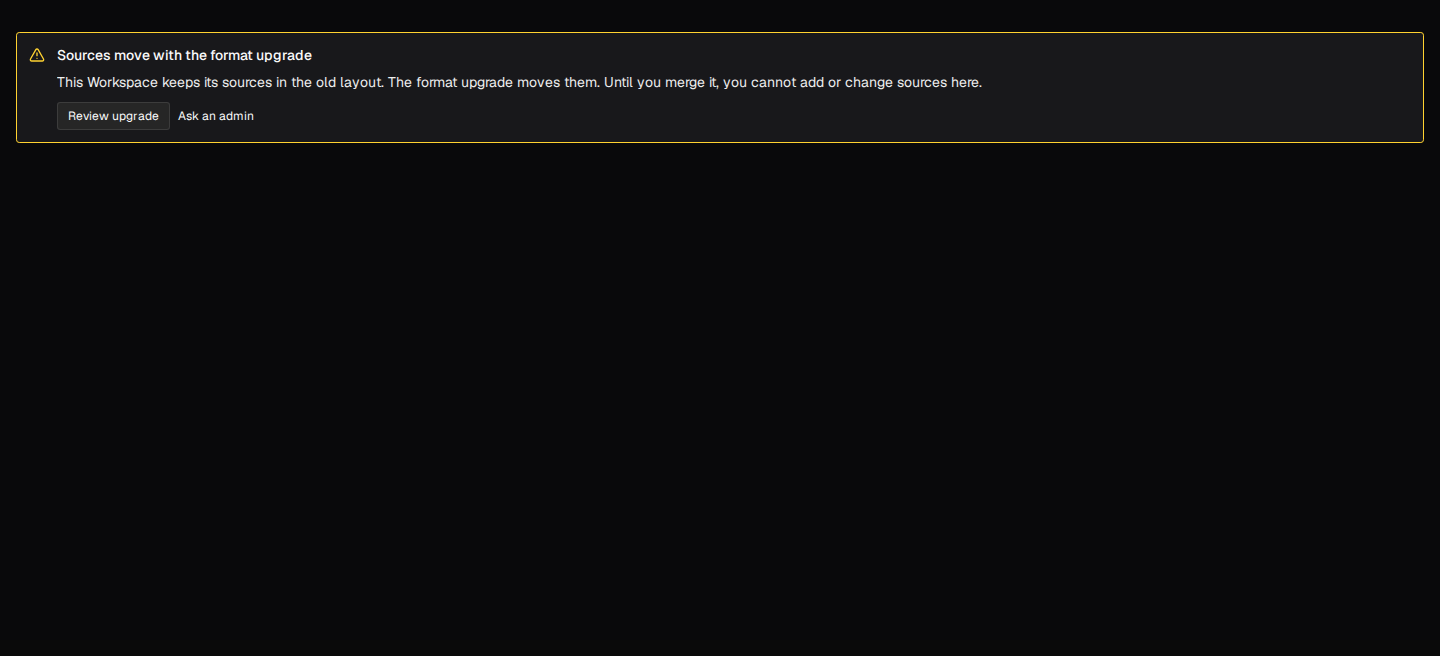 Sources move with the format upgrade
This Workspace keeps its sources in the old layout. The format upgrade moves them. Until you merge it, you cannot add or change sources here.
Review upgrade
Ask an admin